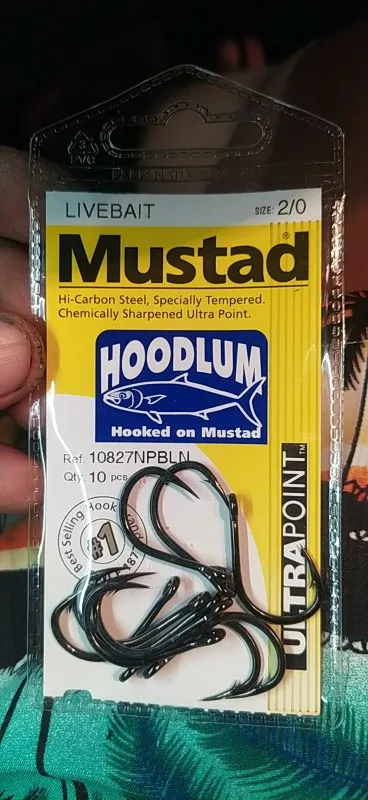 LIVEBAIT
SIZE: 2/0
Mustad®
Hi-Carbon Steel, Specially Tempered.
Chemically Sharpened Ultra Point.
HOODLUM
Hooked on Mustad
Ref: 10827NPBLN
Qty: 10 pcs
Best Selling Hook
#1
ULTRAPOINT™